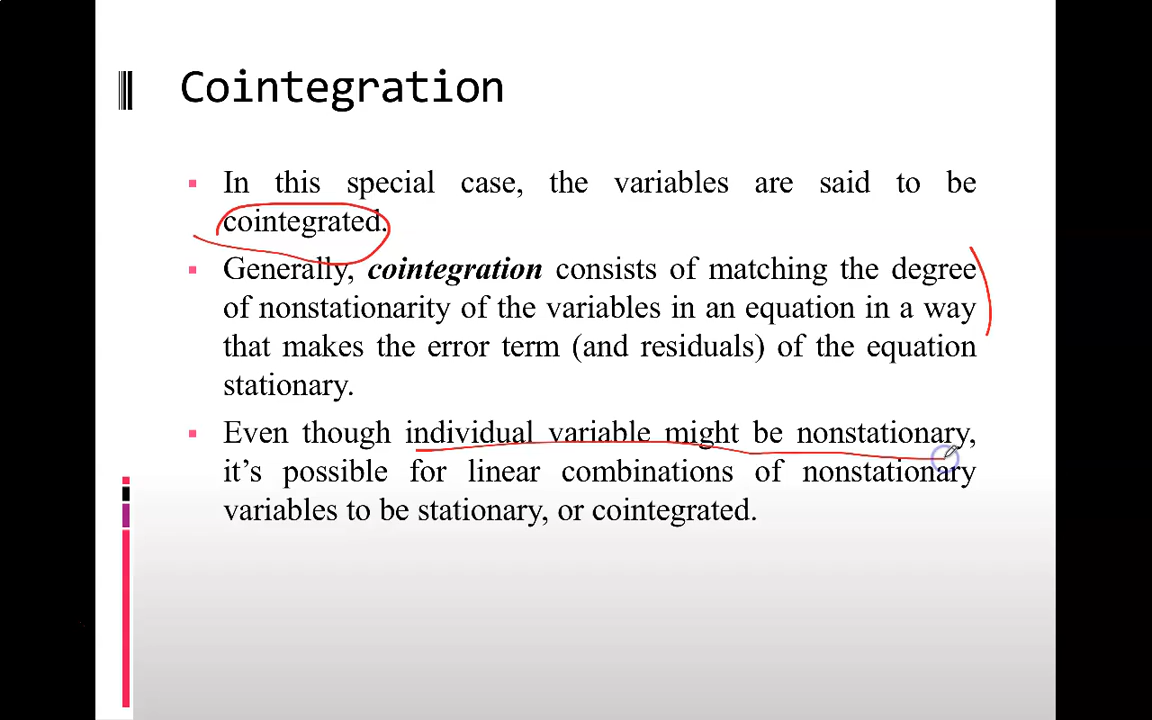 Cointegration
In this special case, the variables are said to be
cointegrated.
Generally, cointegration consists of matching the degree
of nonstationarity of the variables in an equation in a way
that makes the error term (and residuals) of the equation
stationary.
Even though individual variable might be nonstationary,
it's possible for linear combinations of nonstationary
variables to be stationary, or cointegrated.